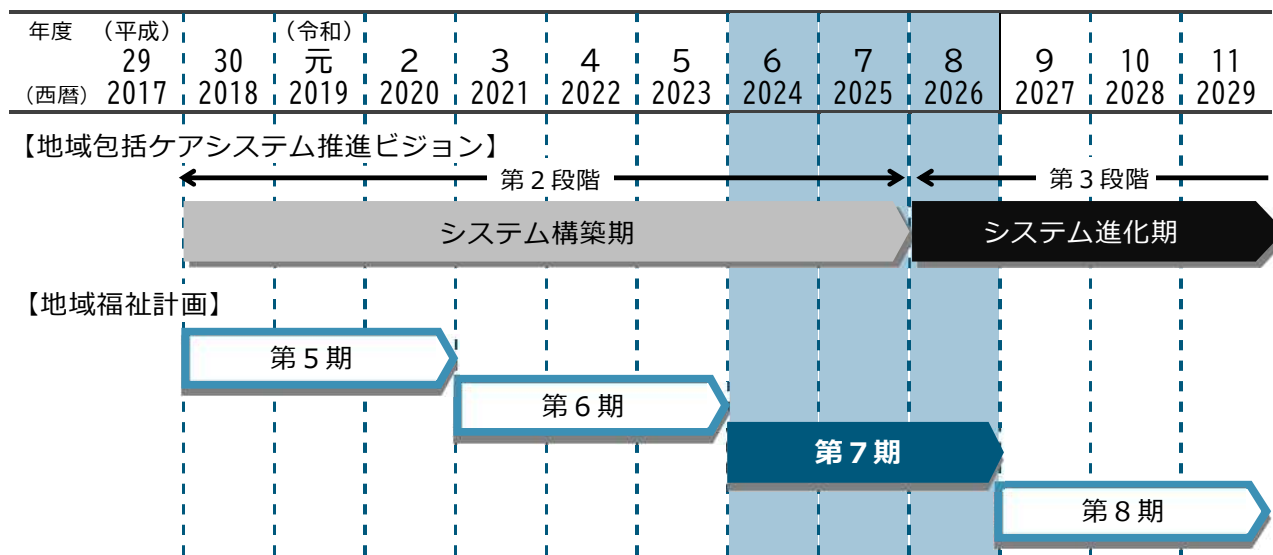 年度 （平成） （令和）
29 30 元 2 3 4 5 6 7 8 9 10 11
（西暦） 2017 2018 2019 2020 2021 2022 2023 2024 2025 2026 2027 2028 2029
【地域包括ケアシステム推進ビジョン】
第２段階 第３段階
システム構築期 システム進化期
【地域福祉計画】
第５期
第６期
第７期
第８期